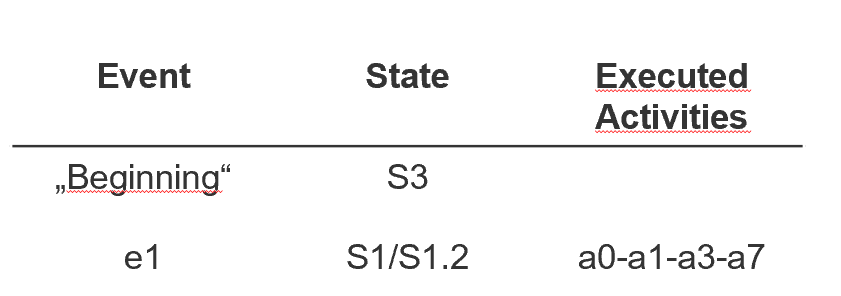 Event State Executed
Activities
„Beginning“ S3
e1 S1/S1.2 a0-a1-a3-a7